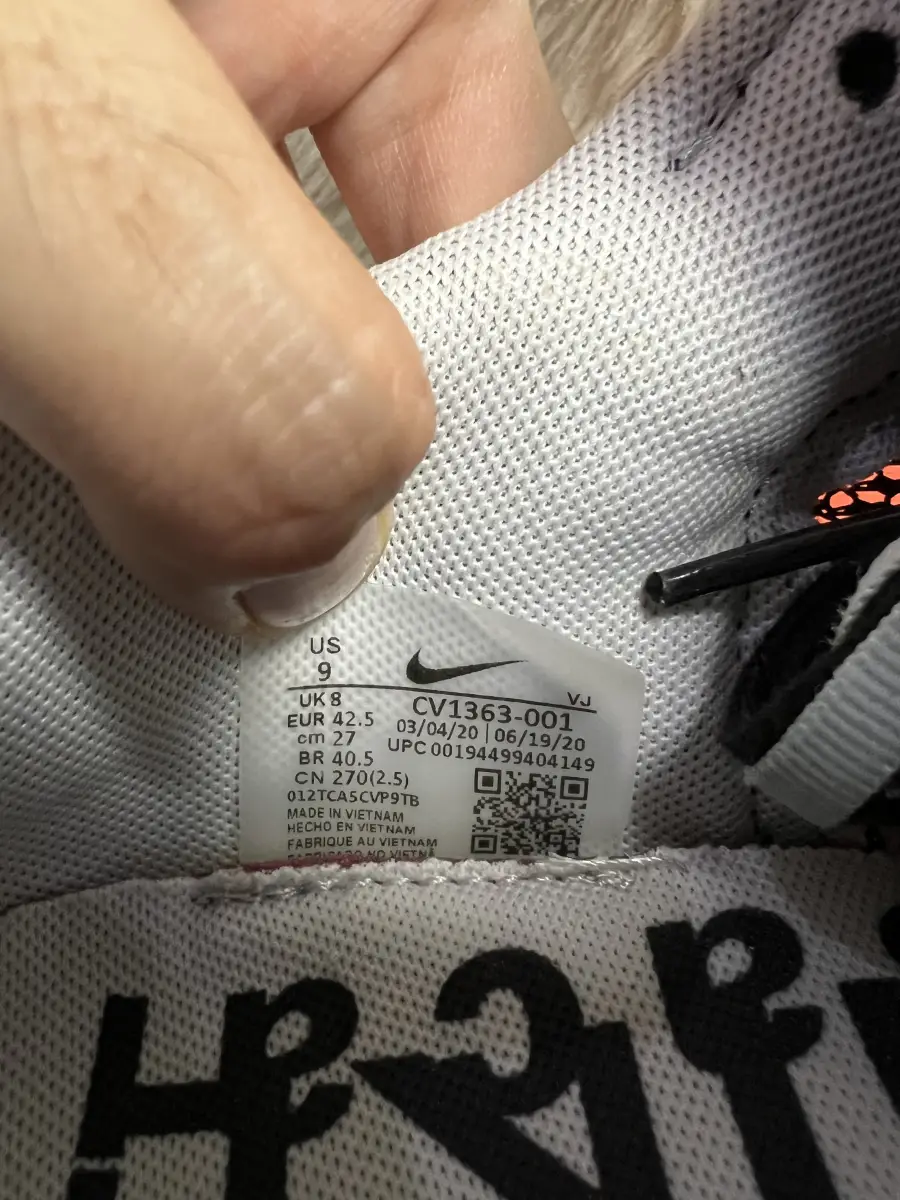 US
9
UK 8
EUR 42.5
cm 27
BR 40.5
CN 270(2.5)
012TCA5CVP9TB
MADE IN VIETNAM
HECHO EN VIETNAM
FABRIQUE AU VIETNAM
VJ
CV1363-001
03/04/20 | 06/19/20
UPC 00194499404149